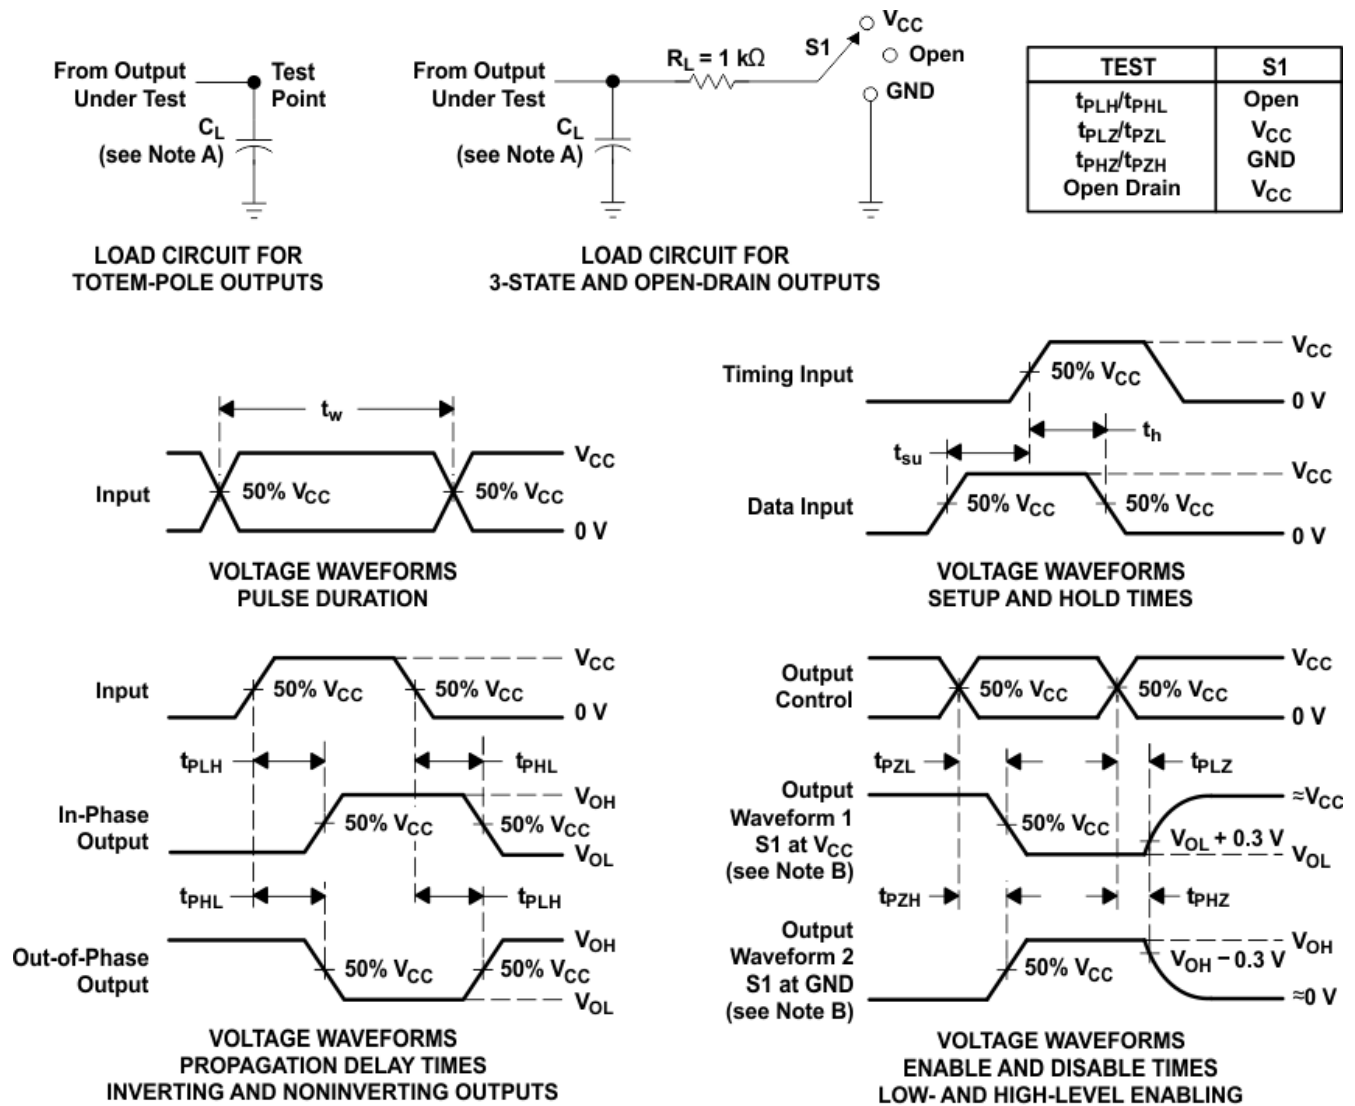 From Output
Under Test
Test
Point
CL
(see Note A)
LOAD CIRCUIT FOR
TOTEM-POLE OUTPUTS
From Output
Under Test
RL = 1 kΩ
S1
VCC
Open
GND
CL
(see Note A)
LOAD CIRCUIT FOR
3-STATE AND OPEN-DRAIN OUTPUTS
TEST S1
tPLH/tPHL Open
tPLZ/tPZL VCC
tPHZ/tPZH GND
Open Drain VCC
tw
Input
50% VCC
50% VCC
VCC
0 V
VOLTAGE WAVEFORMS
PULSE DURATION
Timing Input
50% VCC
VCC
0 V
th
tsu
Data Input
50% VCC
50% VCC
VCC
0 V
VOLTAGE WAVEFORMS
SETUP AND HOLD TIMES
Input
50% VCC
50% VCC
VCC
0 V
tPLH
tPHL
In-Phase
Output
50% VCC
50% VCC
VOH
VOL
tPHL
tPLH
Out-of-Phase
Output
50% VCC
50% VCC
VOH
VOL
VOLTAGE WAVEFORMS
PROPAGATION DELAY TIMES
INVERTING AND NONINVERTING OUTPUTS
Output
Control
50% VCC
50% VCC
VCC
0 V
tPZL
tPLZ
Output
Waveform 1
S1 at VCC
(see Note B)
50% VCC
≈VCC
VOL + 0.3 V
VOL
tPZH
tPHZ
Output
Waveform 2
S1 at GND
(see Note B)
50% VCC
VOH
VOH − 0.3 V
≈0 V
VOLTAGE WAVEFORMS
ENABLE AND DISABLE TIMES
LOW- AND HIGH-LEVEL ENABLING